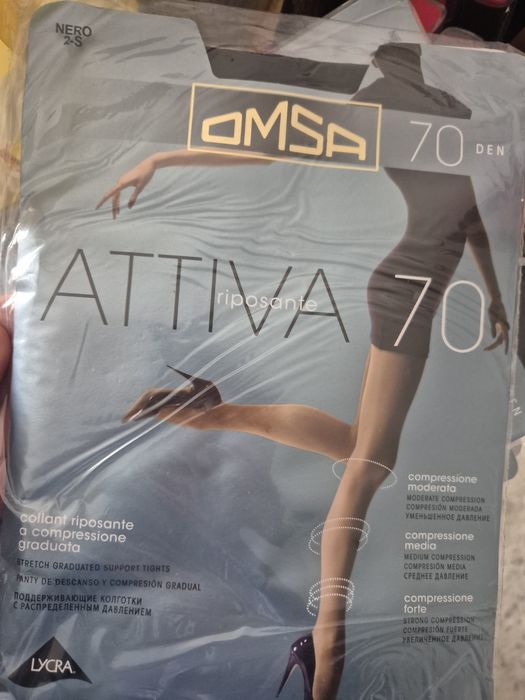 NERO
2-S
OMSA
70 DEN
ATTIVA 70
riposante
compressione
moderata
MODERATE COMPRESSION
COMPRESIÓN MODERADA
УМЕНЬШЕННОЕ ДАВЛЕНИЕ
collant riposante
a compressione
graduata
STRETCH GRADUATED SUPPORT TIGHTS
PANTY DE DESCANSO Y COMPRESIÓN GRADUAL
ПОДДЕРЖИВАЮЩИЕ КОЛГОТКИ
С РАСПРЕДЕЛЕННЫМ ДАВЛЕНИЕМ
compressione
media
MEDIUM COMPRESSION
COMPRESIÓN MEDIA
СРЕДНЕЕ ДАВЛЕНИЕ
compressione
forte
STRONG COMPRESSION
COMPRESIÓN FUERTE
УВЕЛИЧЕННОЕ ДАВЛЕНИЕ
LYCRA